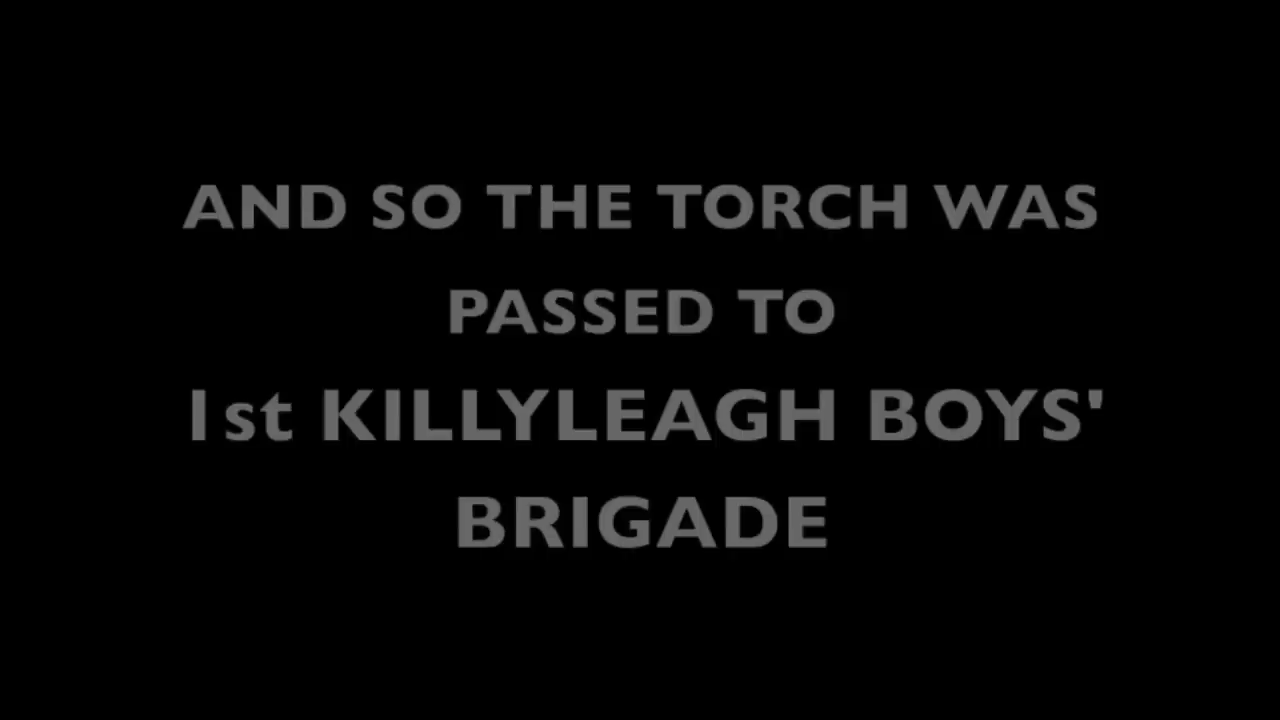 AND SO THE TORCH WAS
PASSED TO
1st KILLYLEAGH BOYS'
BRIGADE